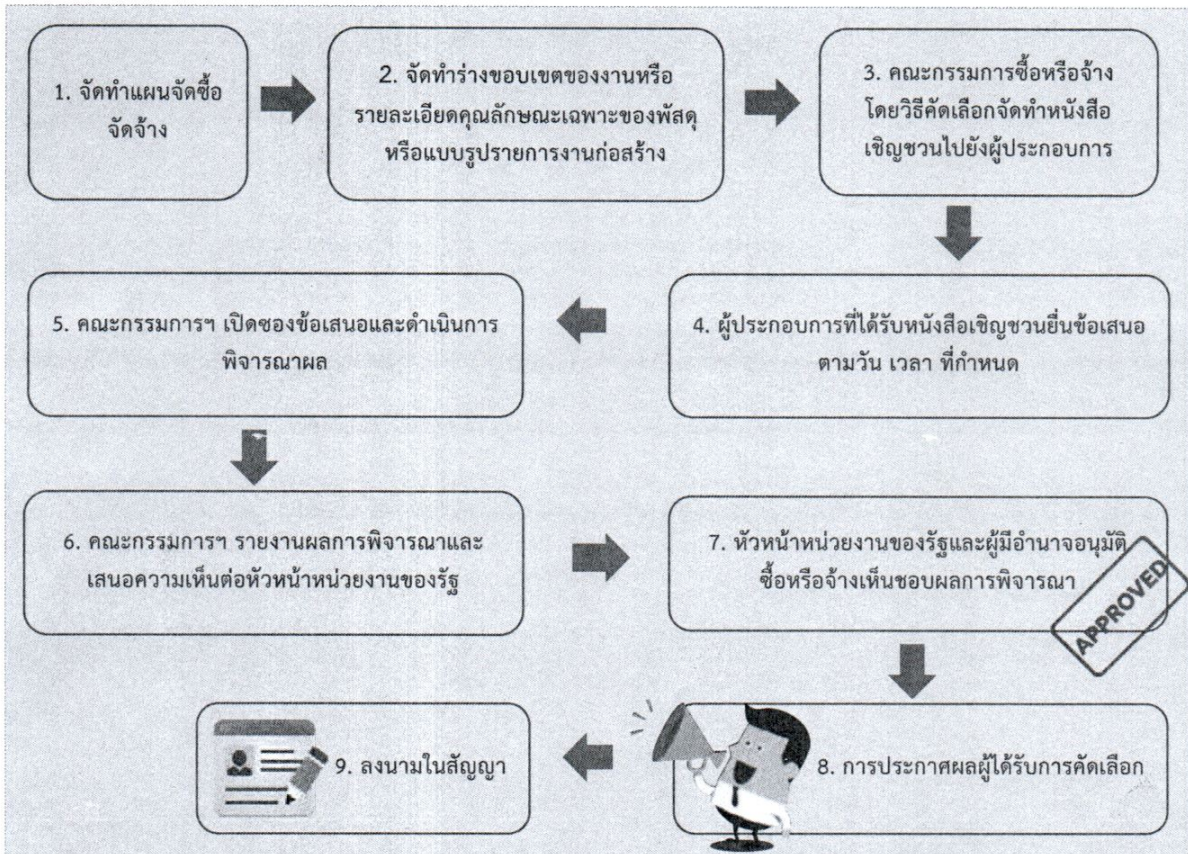 1. จัดทำแผนจัดซื้อ
จัดจ้าง
2. จัดทำร่างขอบเขตของงานหรือ
รายละเอียดคุณลักษณะเฉพาะของพัสดุ
หรือแบบรูปรายการงานก่อสร้าง
3. คณะกรรมการซื้อหรือจ้าง
โดยวิธีคัดเลือกจัดทำหนังสือ
เชิญชวนไปยังผู้ประกอบการ
4. ผู้ประกอบการที่ได้รับหนังสือเชิญชวนยื่นข้อเสนอ
ตามวัน เวลา ที่กำหนด
5. คณะกรรมการฯ เปิดซองข้อเสนอและดำเนินการ
พิจารณาผล
6. คณะกรรมการฯ รายงานผลการพิจารณาและ
เสนอความเห็นต่อหัวหน้าหน่วยงานของรัฐ
7. หัวหน้าหน่วยงานของรัฐและผู้มีอำนาจอนุมัติ
ซื้อหรือจ้างเห็นชอบผลการพิจารณา
APPROVED
8. การประกาศผลผู้ได้รับการคัดเลือก
9. ลงนามในสัญญา